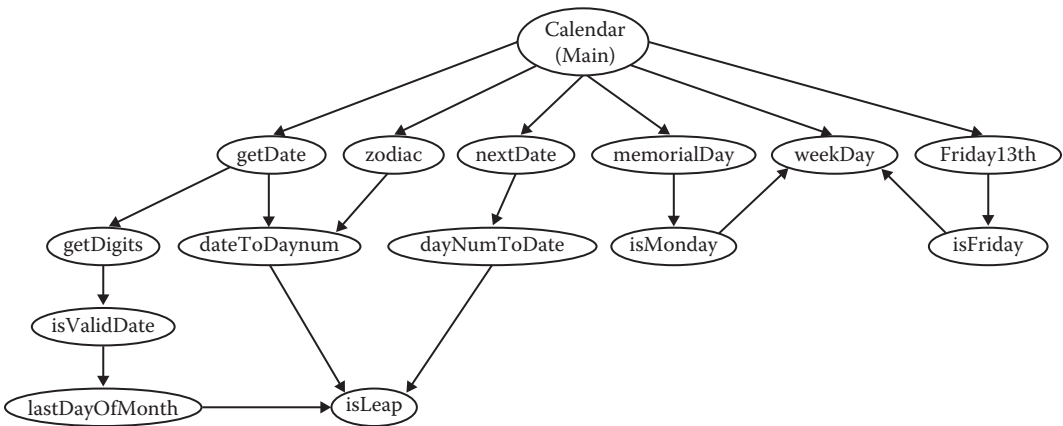 Calendar
(Main)
getDate
zodiac
nextDate
memorialDay
weekDay
Friday13th
getDigits
dateToDaynum
dayNumToDate
isMonday
isFriday
isValidDate
lastDayOfMonth
isLeap